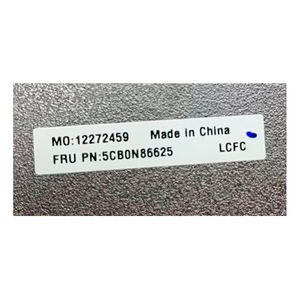 MO:12272459 Made in China
FRU PN:5CB0N86625 LCFC